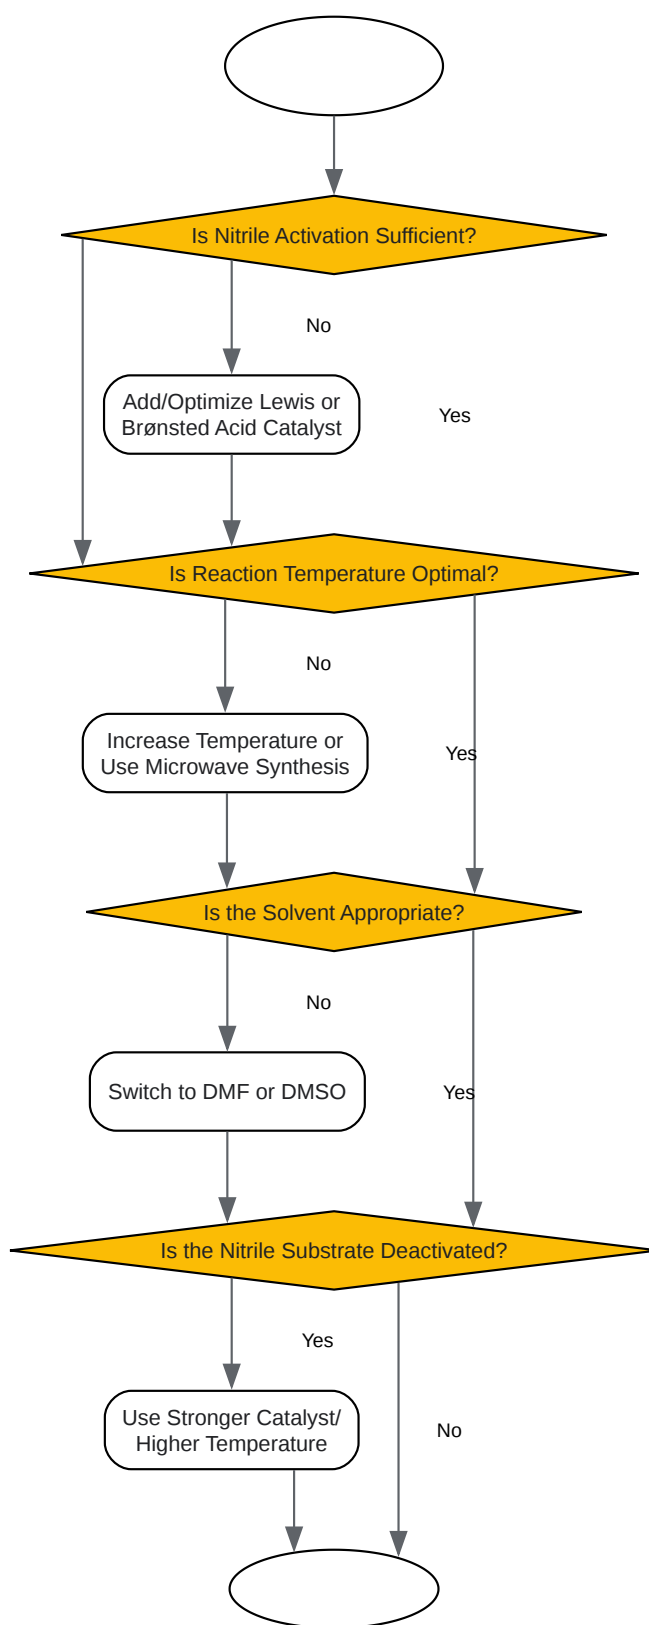 Is Nitrile Activation Sufficient?
No
Add/Optimize Lewis or
Brønsted Acid Catalyst
Yes
Is Reaction Temperature Optimal?
No
Increase Temperature or
Use Microwave Synthesis
Yes
Is the Solvent Appropriate?
No
Switch to DMF or DMSO
Yes
Is the Nitrile Substrate Deactivated?
Yes
Use Stronger Catalyst/
Higher Temperature
No